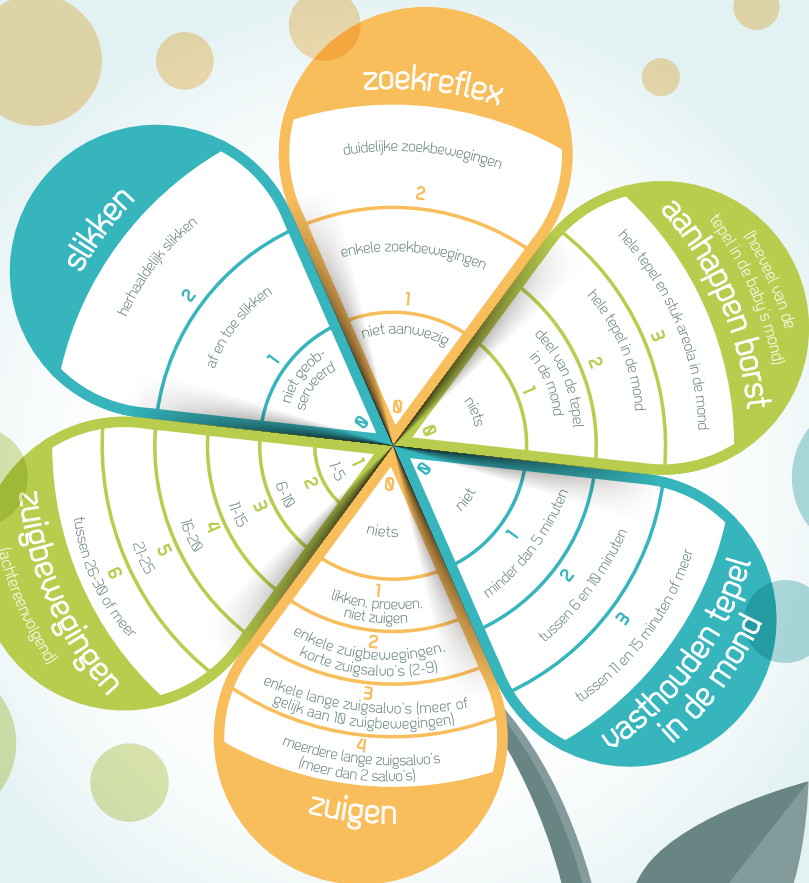 zoekreflex
duidelijke zoekbewegingen
2
enkele zoekbewegingen
1
niet aanwezig
0
aanhappen borst
(hoeveel van de
tepel in de baby's mond)
hele tepel en stuk areola in de mond
3
hele tepel in de mond
2
deel van de tepel
in de mond
1
niets
0
vasthouden tepel
in de mond
tussen 11 en 15 minuten of meer
3
tussen 6 en 10 minuten
2
minder dan 5 minuten
1
niet
0
zuigen
0
niets
1
likken, proeven,
niet zuigen
2
enkele zuigbewegingen,
korte zuigsalvo's (2-9)
3
enkele lange zuigsalvo's (meer of
gelijk aan 10 zuigbewegingen)
4
meerdere lange zuigsalvo's
(meer dan 2 salvo's)
zuigbewegingen
(achtereenvolgend)
tussen 26-30 of meer
6
21-25
5
16-20
4
11-15
3
6-10
2
1-5
1
slikken
herhaaldelijk slikken
2
af en toe slikken
1
niet geob-
serveerd
0